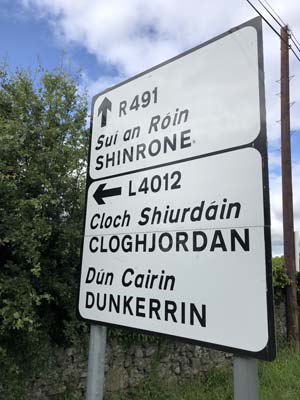 R491
Suí an Róin
SHINRONE
L4012
Cloch Shiurdáin
CLOGHJORDAN
Dún Cairin
DUNKERRIN